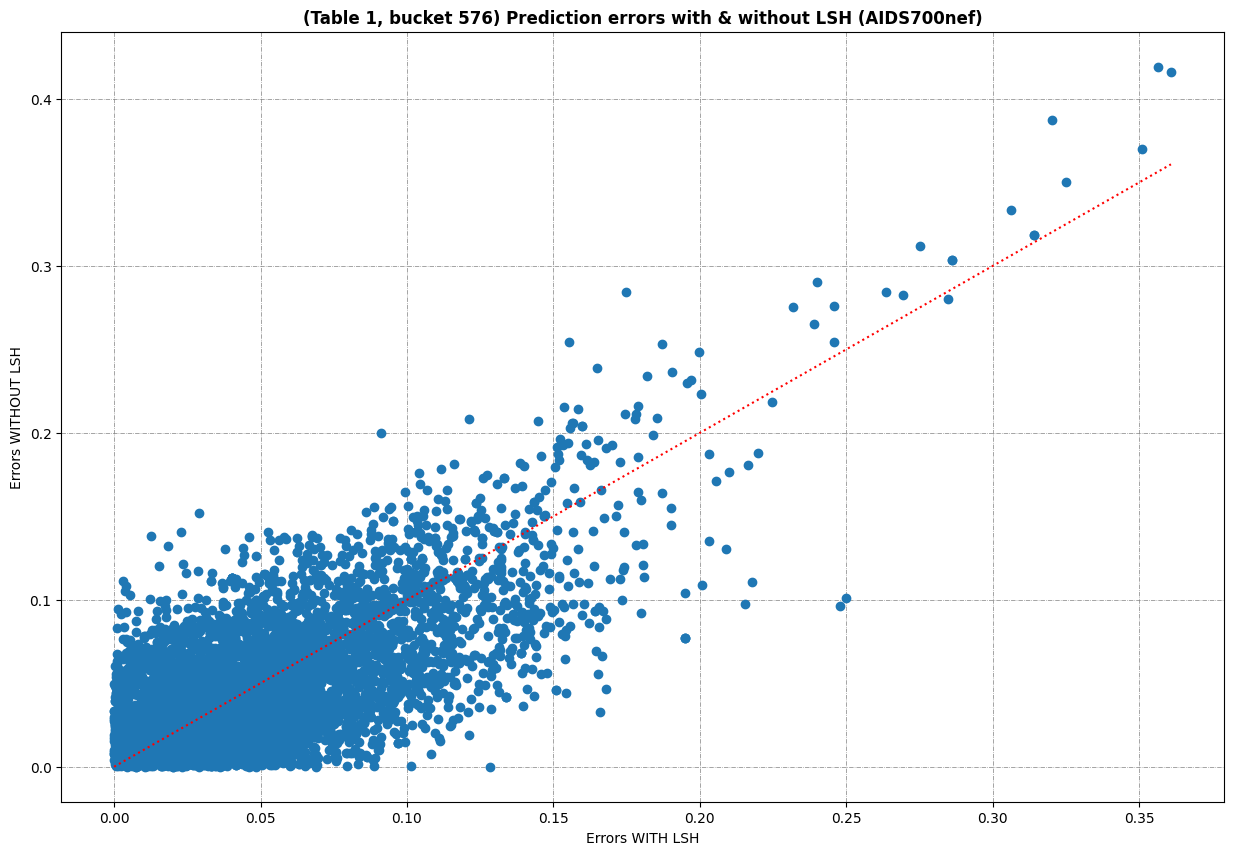 (Table 1, bucket 576) Prediction errors with & without LSH (AIDS700nef)
Errors WITHOUT LSH
0.4
0.3
0.2
0.1
0.0
0.00 0.05 0.10 0.15 0.20 0.25 0.30 0.35
Errors WITH LSH